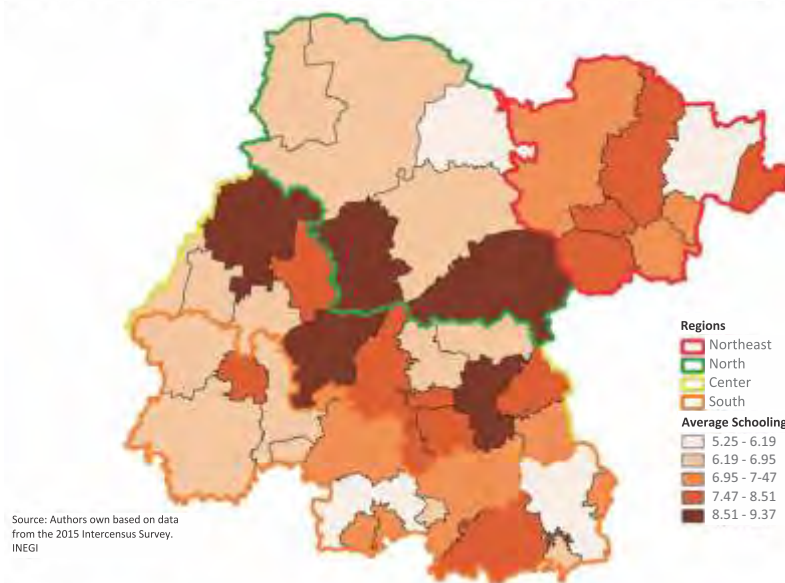 Regions
Northeast
North
Center
South
Average Schooling
5.25 - 6.19
6.19 - 6.95
6.95 - 7-47
7.47 - 8.51
8.51 - 9.37
Source: Authors own based on data
from the 2015 Intercensus Survey.
INEGI